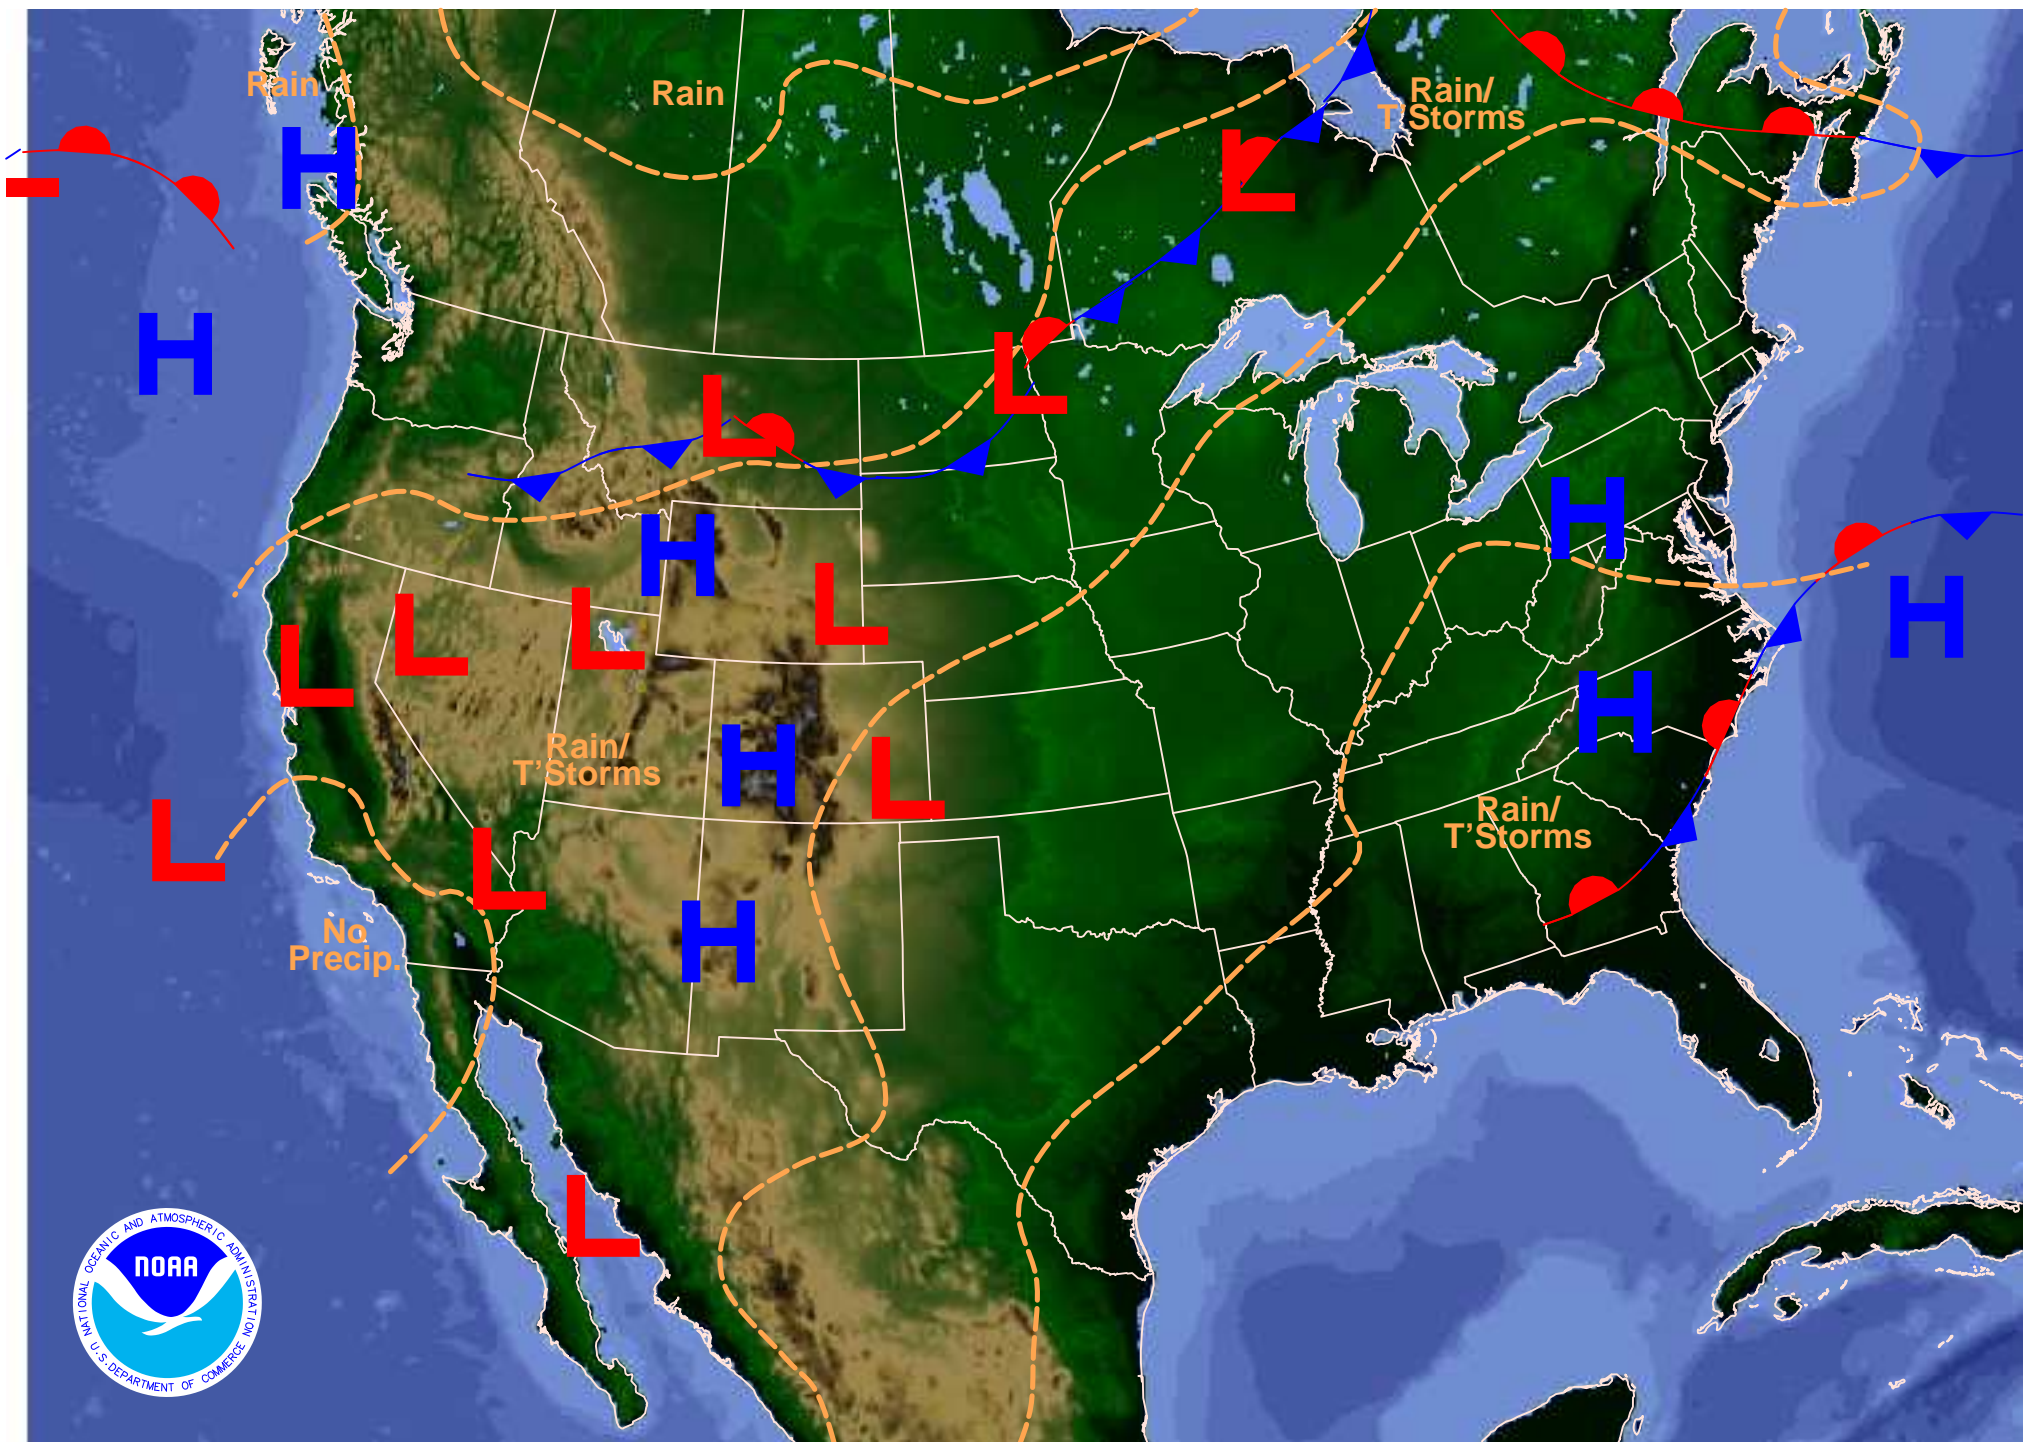 Rain
Rain
Rain/
T'Storms
H
L
H
L
L
H
H
L
L
L
H
L
L
H
Rain/
T'Storms
H
L
Rain/
T'Storms
L
L
H
No
Precip.
L
NATIONAL OCEANIC AND ATMOSPHERIC ADMINISTRATION
NOAA
U.S. DEPARTMENT OF COMMERCE